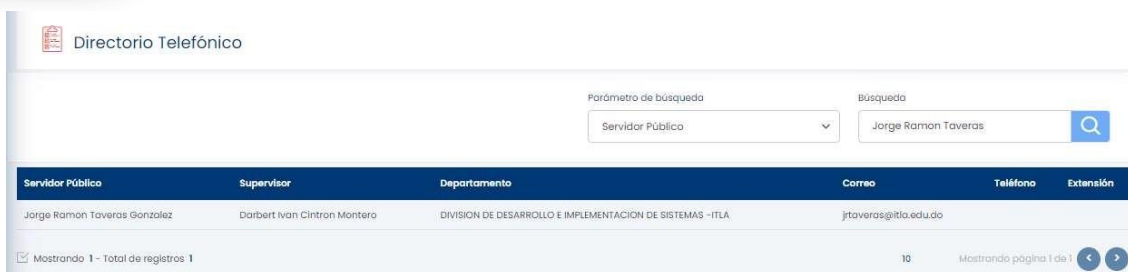 Directorio Telefónico
Parámetro de búsqueda Búsqueda
Servidor Público Jorge Ramon Taveras
Servidor Público Supervisor Departamento Correo Teléfono Extensión
Jorge Ramon Taveras Gonzalez Darbert Ivan Cintron Montero DIVISION DE DESARROLLO E IMPLEMENTACION DE SISTEMAS -ITLA jrtaveras@itla.edu.do
Mostrando 1 - Total de registros 1 10 Mostrando página 1 de 1